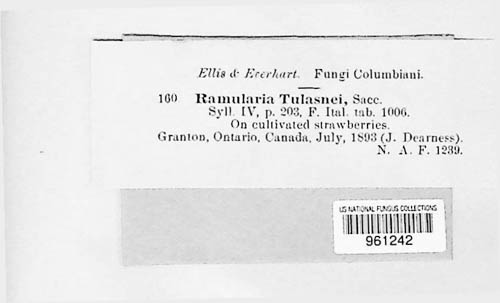 Ellis & Everhart. Fungi Columbiani.
160 Ramularia Tulasnei, Sacc.
Syll. IV, p. 203, F. Ital. tab. 1006.
On cultivated strawberries.
Granton, Ontario, Canada, July, 1893 (J. Dearness).
N. A. F. 1239.
US NATIONAL FUNGUS COLLECTIONS
961242